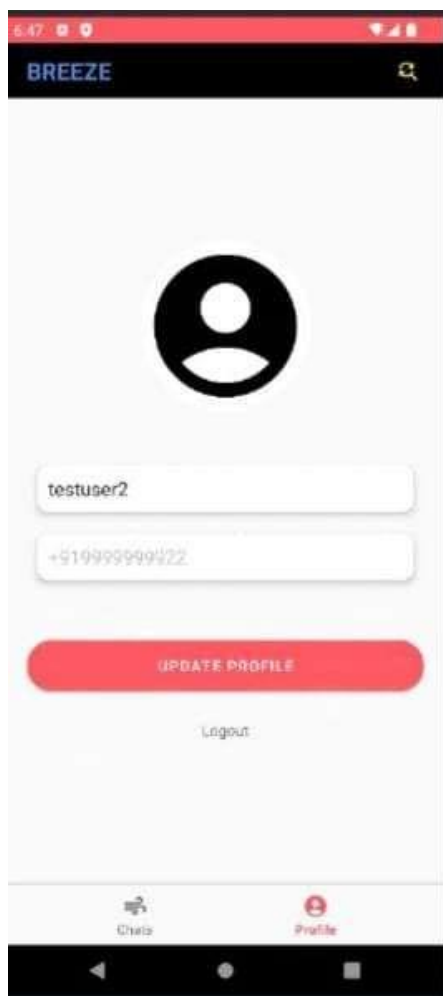 6:47
BREEZE
testuser2
+919999999922
UPDATE PROFILE
Logout
Chats
Profile